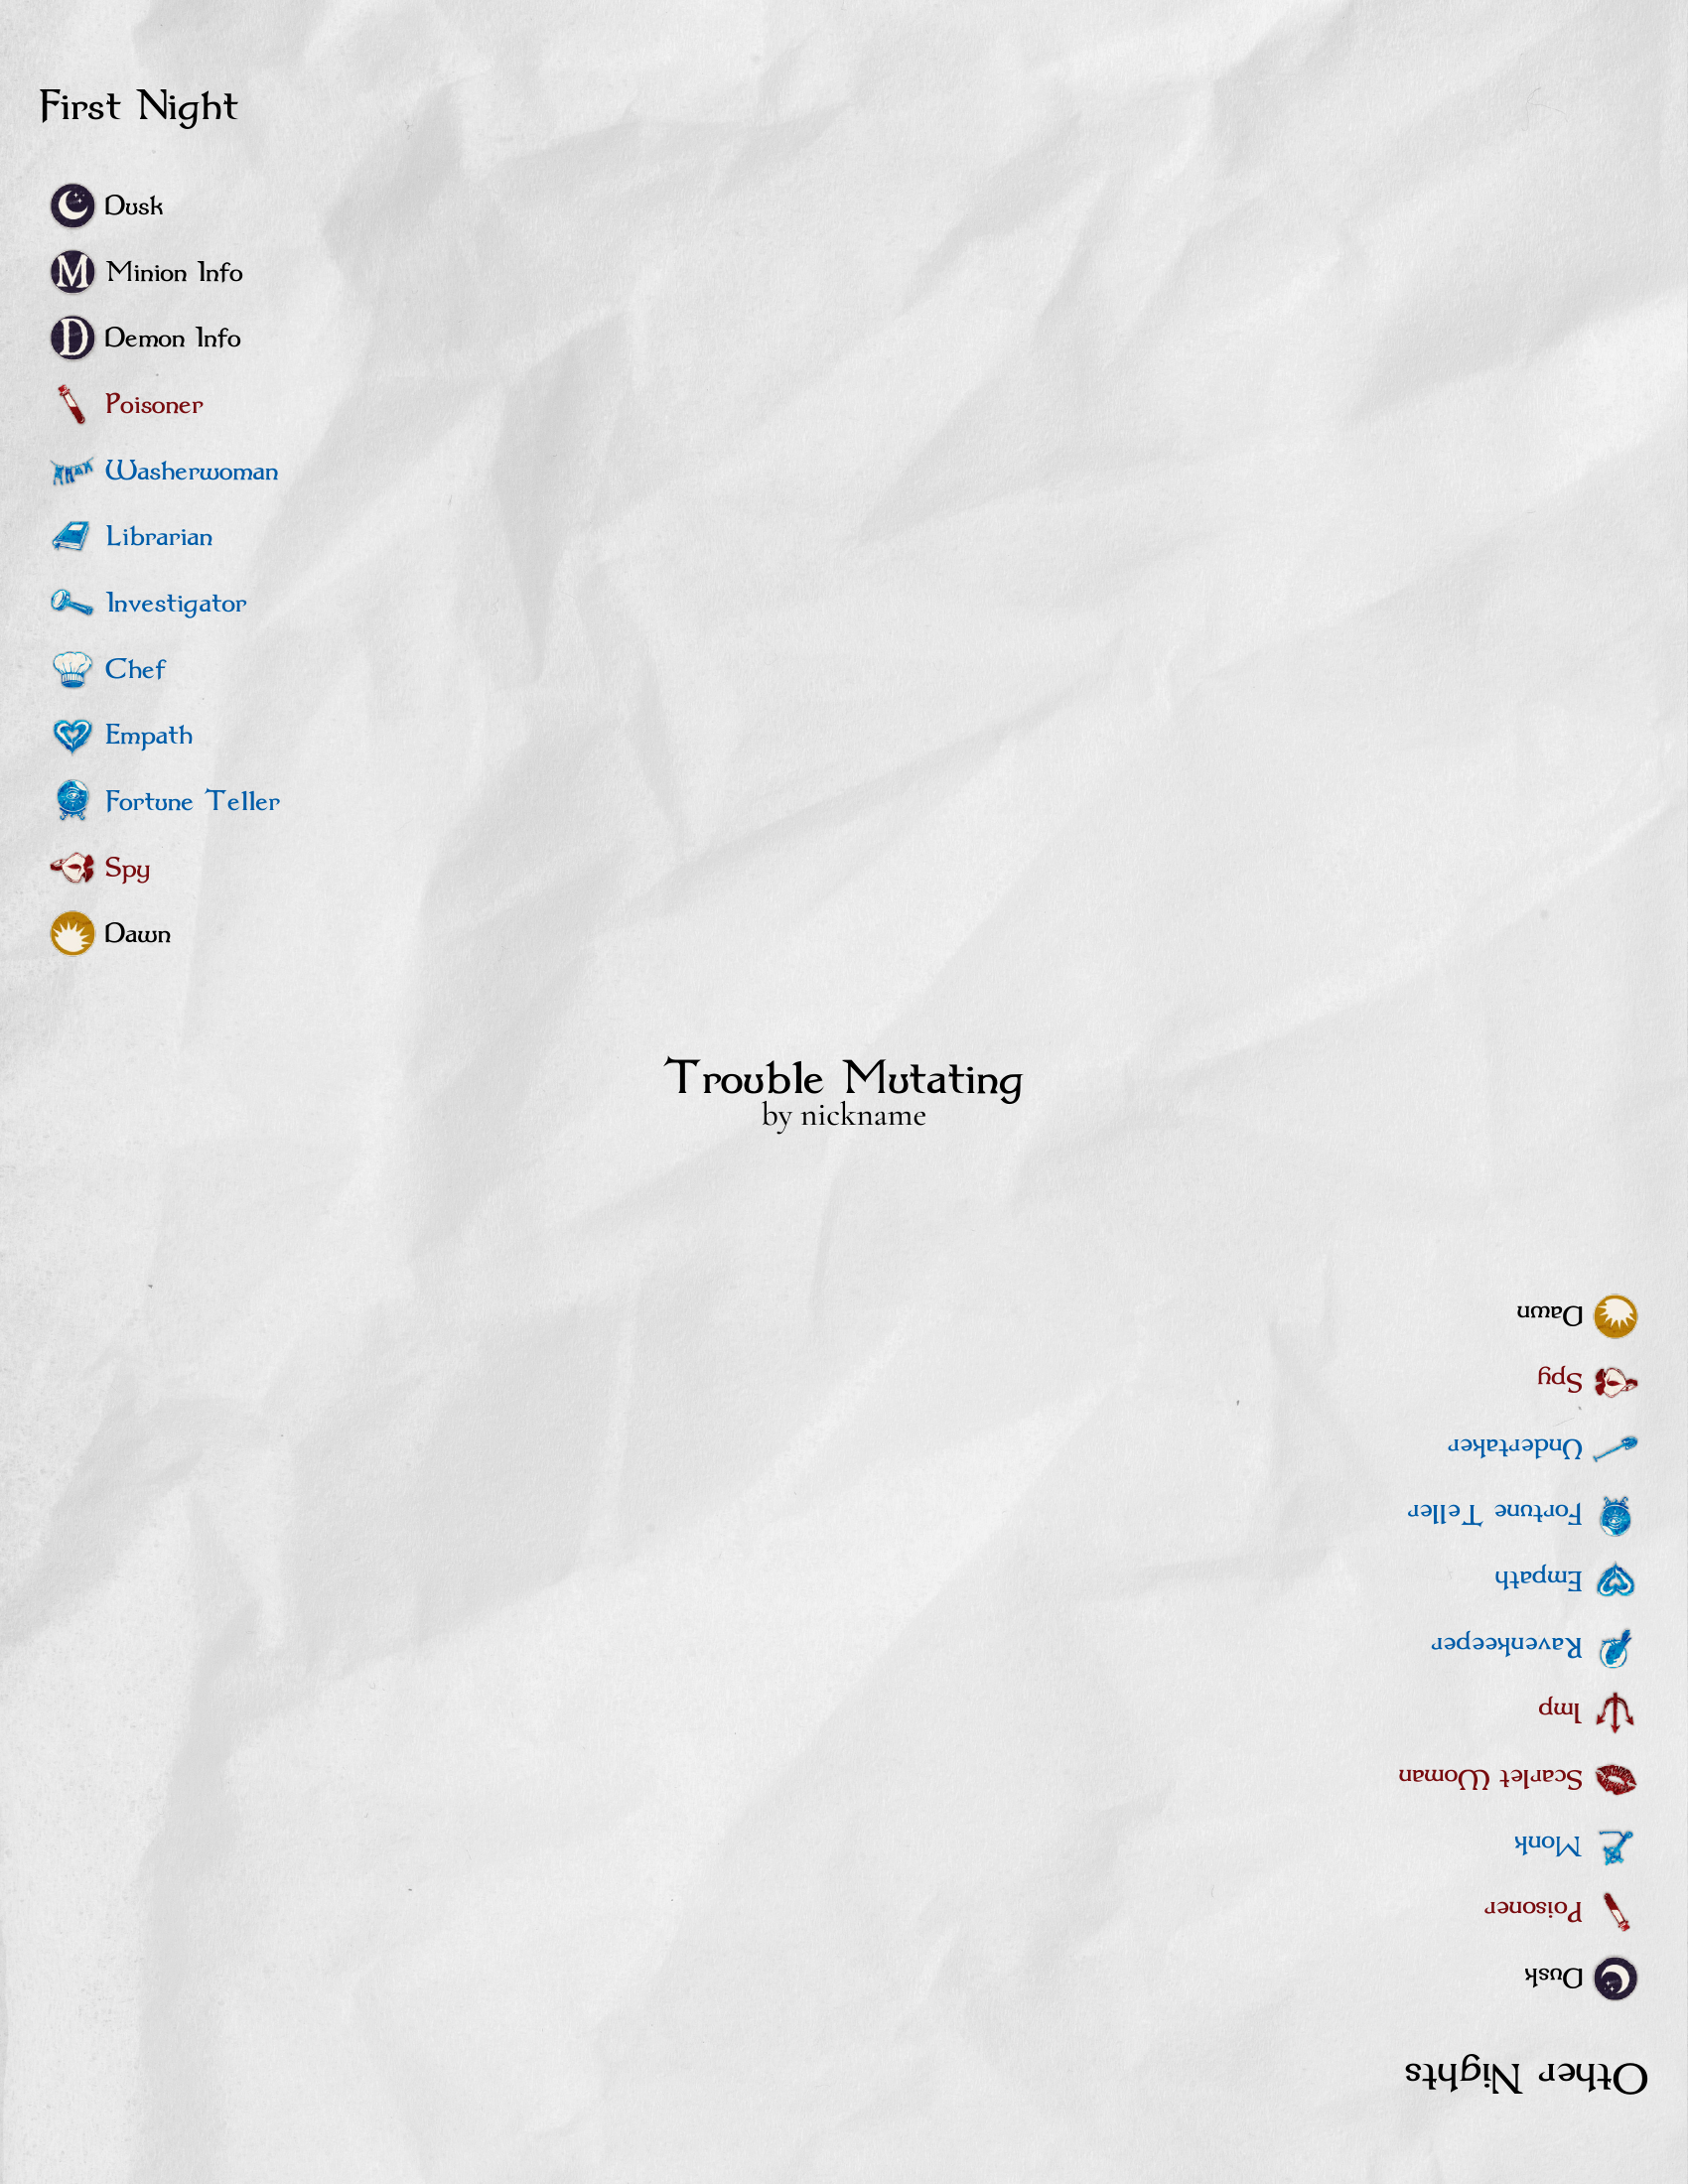 First Night
Dusk
Minion Info
Demon Info
Poisoner
Washerwoman
Librarian
Investigator
Chef
Empath
Fortune Teller
Spy
Dawn
Trouble Mutating
by nickname
Other Nights
Dusk
Poisoner
Monk
Scarlet Woman
Imp
Ravenkeeper
Empath
Fortune Teller
Undertaker
Spy
Dawn